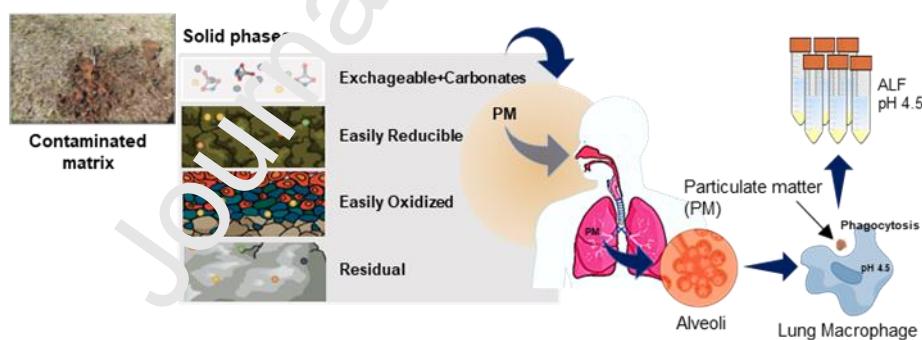 Solid phases
Contaminated
matrix
Exchageable+Carbonates
Easily Reducible
Easily Oxidized
Residual
PM
PM
Alveoli
Particulate matter
(PM)
Phagocytosis
pH 4.5
Lung Macrophage
ALF
pH 4.5
Journa